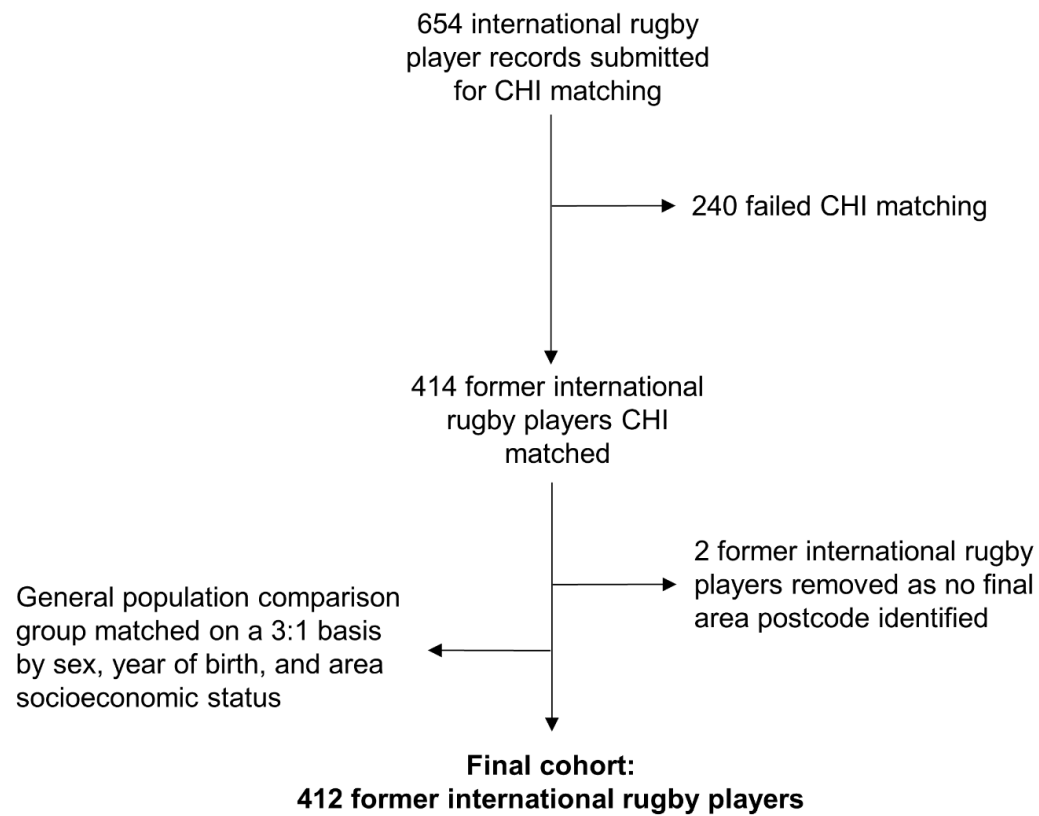 654 international rugby
player records submitted
for CHI matching
240 failed CHI matching
414 former international
rugby players CHI
matched
2 former international rugby
players removed as no final
area postcode identified
General population comparison
group matched on a 3:1 basis
by sex, year of birth, and area
socioeconomic status
Final cohort:
412 former international rugby players